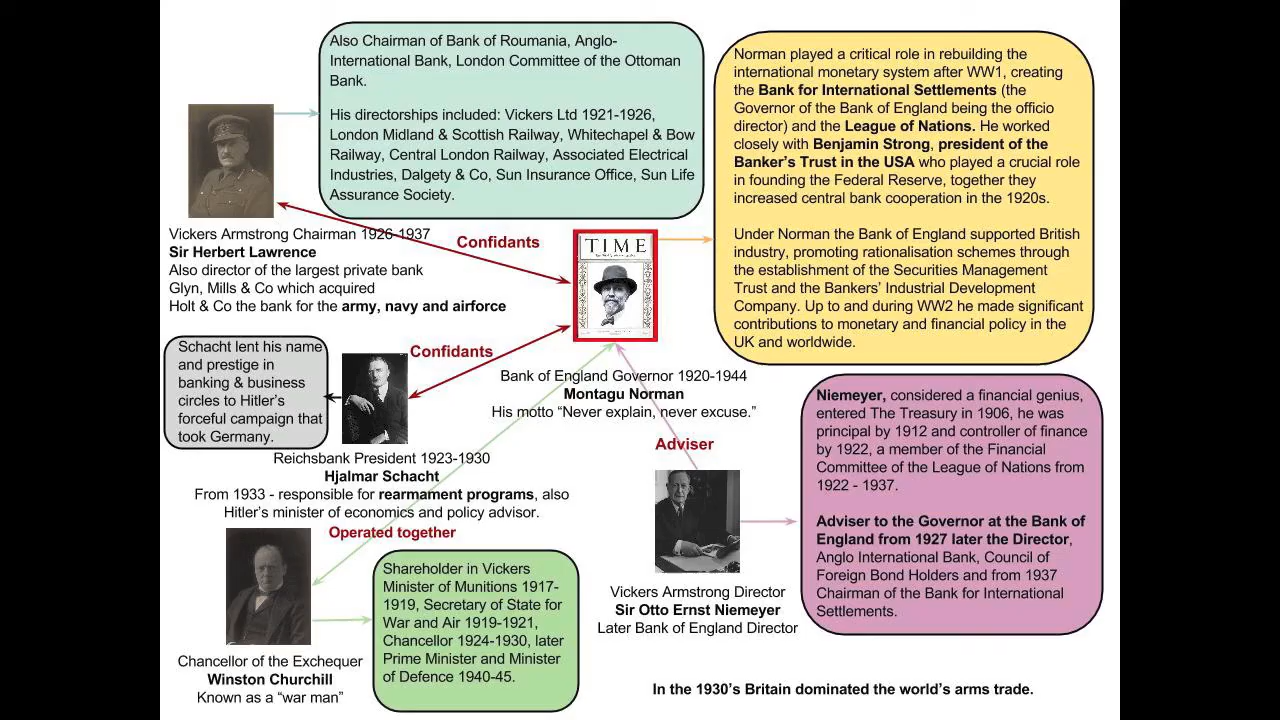 Also Chairman of Bank of Roumania, Anglo-
International Bank, London Committee of the Ottoman
Bank.
His directorships included: Vickers Ltd 1921-1926,
London Midland & Scottish Railway, Whitechapel & Bow
Railway, Central London Railway, Associated Electrical
Industries, Dalgety & Co, Sun Insurance Office, Sun Life
Assurance Society.
Norman played a critical role in rebuilding the
international monetary system after WW1, creating
the Bank for International Settlements (the
Governor of the Bank of England being the officio
director) and the League of Nations. He worked
closely with Benjamin Strong, president of the
Banker's Trust in the USA who played a crucial role
in founding the Federal Reserve, together they
increased central bank cooperation in the 1920s.
Under Norman the Bank of England supported British
industry, promoting rationalisation schemes through
the establishment of the Securities Management
Trust and the Bankers' Industrial Development
Company. Up to and during WW2 he made significant
contributions to monetary and financial policy in the
UK and worldwide.
Vickers Armstrong Chairman 1926-1937
Sir Herbert Lawrence
Also director of the largest private bank
Glyn, Mills & Co which acquired
Holt & Co the bank for the army, navy and airforce
Confidants
TIME
Schacht lent his name
and prestige in
banking & business
circles to Hitler's
forceful campaign that
took Germany.
Confidants
Bank of England Governor 1920-1944
Montagu Norman
His motto “Never explain, never excuse.”
Reichsbank President 1923-1930
Hjalmar Schacht
From 1933 - responsible for rearmament programs, also
Hitler's minister of economics and policy advisor.
Adviser
Niemeyer, considered a financial genius,
entered The Treasury in 1906, he was
principal by 1912 and controller of finance
by 1922, a member of the Financial
Committee of the League of Nations from
1922 - 1937.
Adviser to the Governor at the Bank of
England from 1927 later the Director,
Anglo International Bank, Council of
Foreign Bond Holders and from 1937
Chairman of the Bank for International
Settlements.
Operated together
Shareholder in Vickers
Minister of Munitions 1917-
1919, Secretary of State for
War and Air 1919-1921,
Chancellor 1924-1930, later
Prime Minister and Minister
of Defence 1940-45.
Vickers Armstrong Director
Sir Otto Ernst Niemeyer
Later Bank of England Director
Chancellor of the Exchequer
Winston Churchill
Known as a “war man”
In the 1930's Britain dominated the world's arms trade.